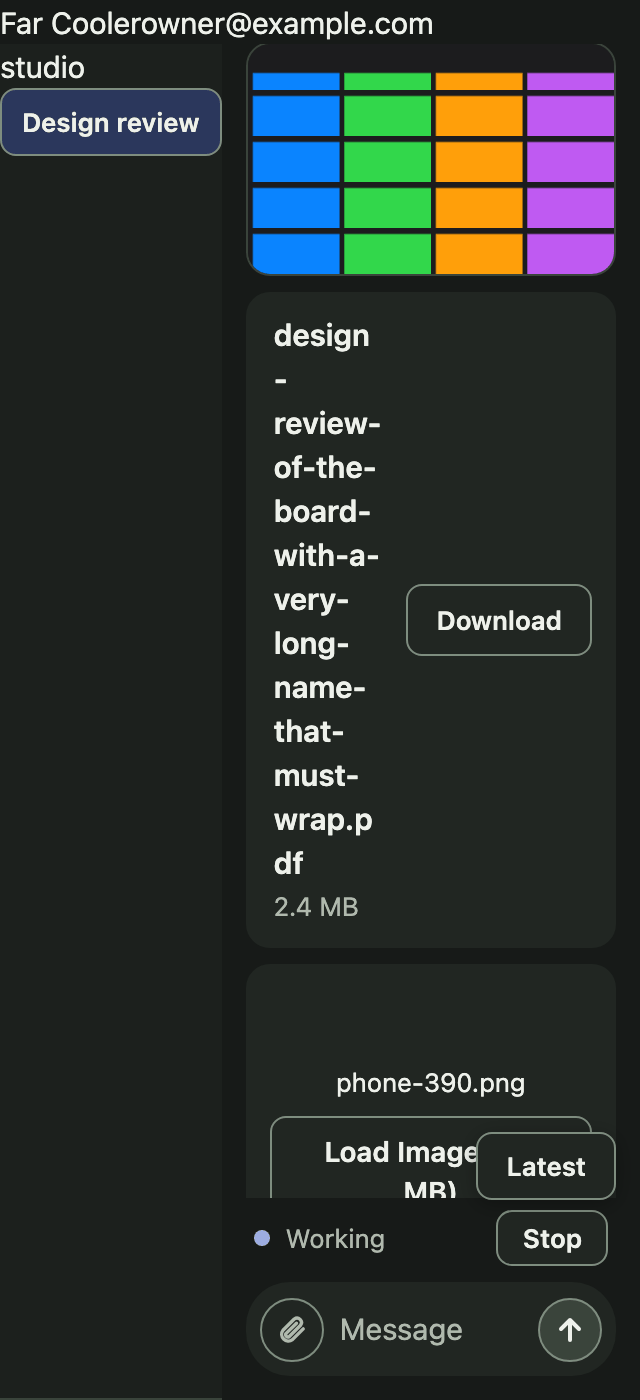 Far Coolerowner@example.com
studio
Design review
design
-
review-
of-the-
board-
with-a-
very-
long-
name-
that-
must-
wrap.p
df
2.4 MB
Download
phone-390.png
Load Image
MB)
Latest
Working
Stop
Message